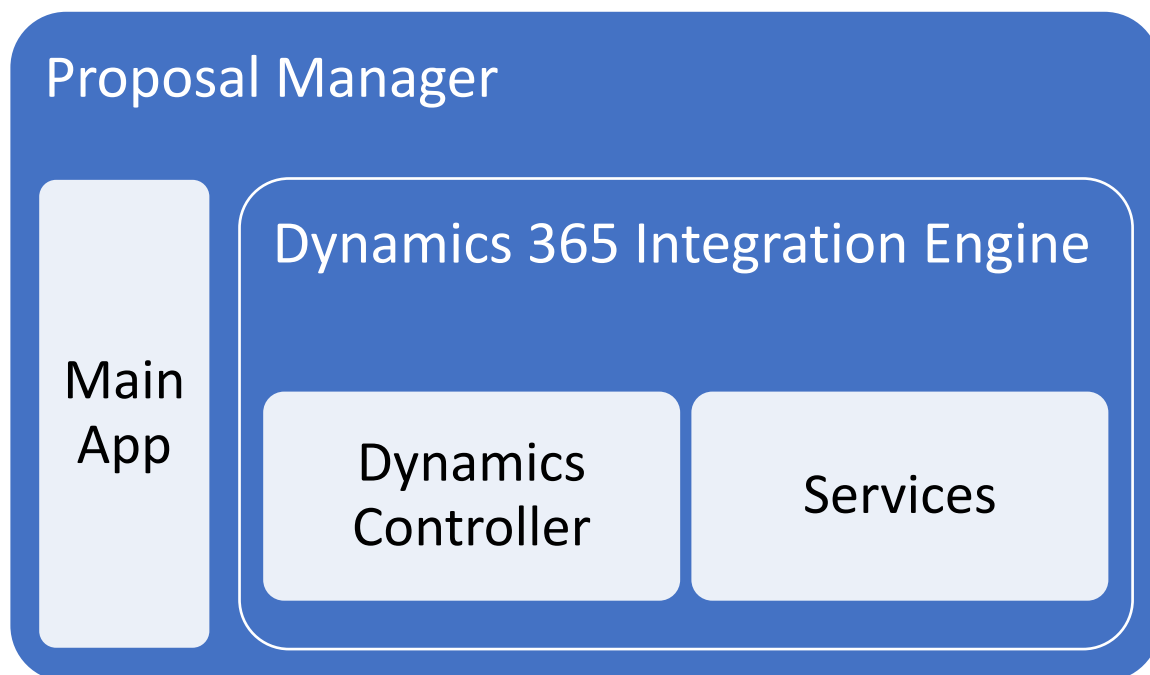 Proposal Manager
Dynamics 365 Integration Engine
Main
App
Dynamics
Controller
Services